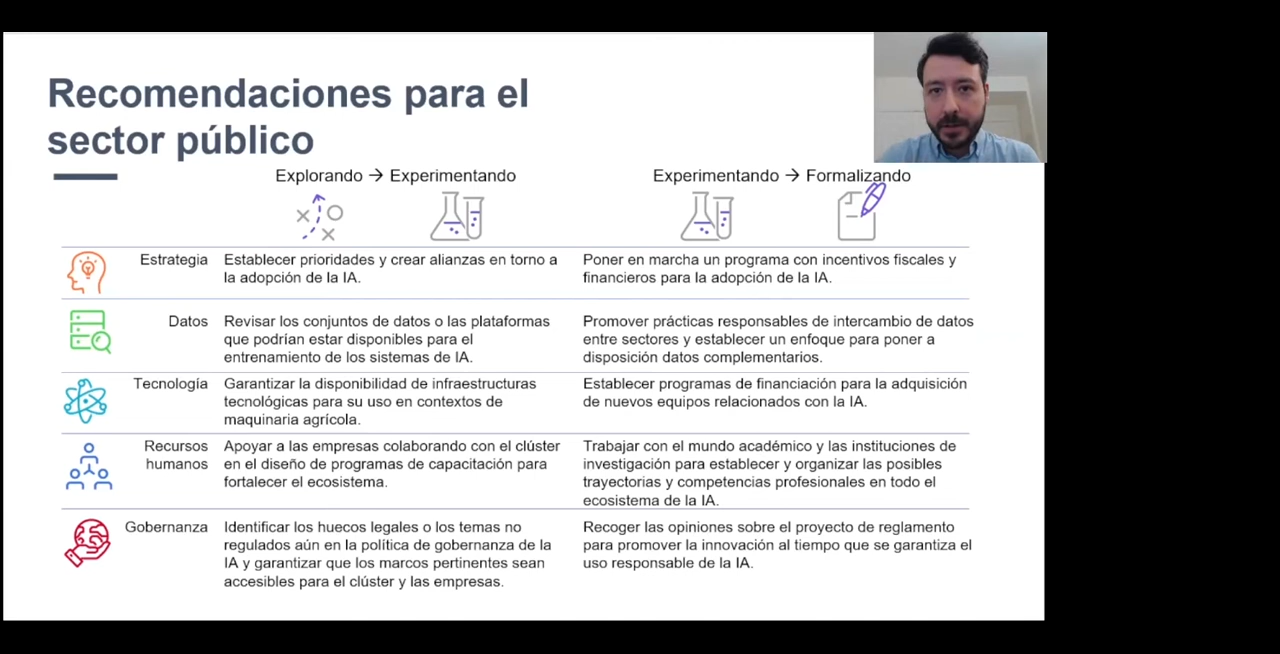 Recomendaciones para el
sector público
Explorando → Experimentando
Experimentando → Formalizando
Estrategia
Establecer prioridades y crear alianzas en torno a
la adopción de la IA.
Poner en marcha un programa con incentivos fiscales y
financieros para la adopción de la IA.
Datos
Revisar los conjuntos de datos o las plataformas
que podrían estar disponibles para el
entrenamiento de los sistemas de IA.
Promover prácticas responsables de intercambio de datos
entre sectores y establecer un enfoque para poner a
disposición datos complementarios.
Tecnología
Garantizar la disponibilidad de infraestructuras
tecnológicas para su uso en contextos de
maquinaria agrícola.
Establecer programas de financiación para la adquisición
de nuevos equipos relacionados con la IA.
Recursos
humanos
Apoyar a las empresas colaborando con el clúster
en el diseño de programas de capacitación para
fortalecer el ecosistema.
Trabajar con el mundo académico y las instituciones de
investigación para establecer y organizar las posibles
trayectorias y competencias profesionales en todo el
ecosistema de la IA.
Gobernanza
Identificar los huecos legales o los temas no
regulados aún en la política de gobernanza de la
IA y garantizar que los marcos pertinentes sean
accesibles para el clúster y las empresas.
Recoger las opiniones sobre el proyecto de reglamento
para promover la innovación al tiempo que se garantiza el
uso responsable de la IA.